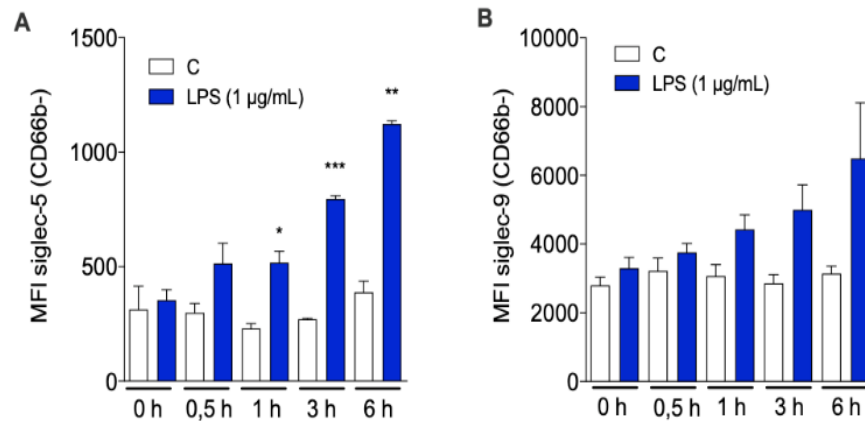 A
MFI siglec-5 (CD66b-)
1500
1000
500
0
C
LPS (1 µg/mL)
*
***
**
0 h
0,5 h
1 h
3 h
6 h
B
MFI siglec-9 (CD66b-)
10000
8000
6000
4000
2000
0
C
LPS (1 µg/mL)
0 h
0,5 h
1 h
3 h
6 h